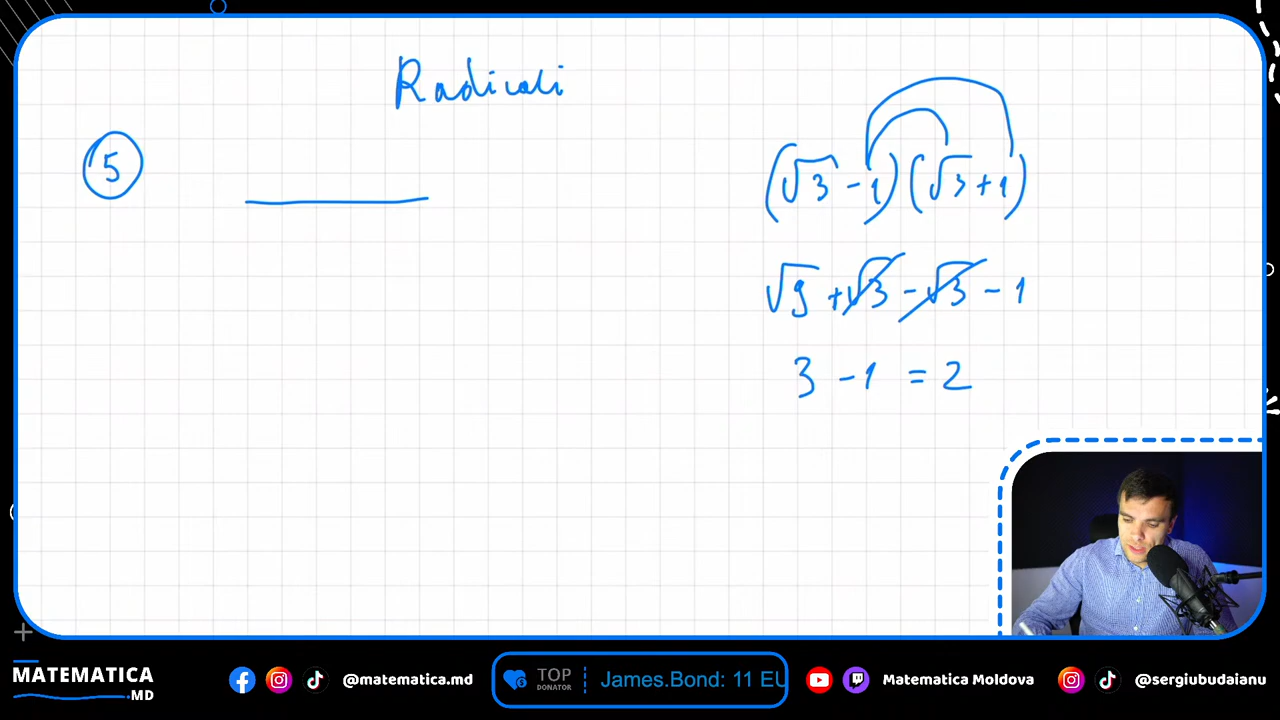 Radicali
5
(√3 - 1)(√3 + 1)
√9 + √3 - √3 - 1
3 - 1 = 2
MATEMATICA
.MD
@matematica.md
TOP
DONATOR
James.Bond: 11 EU
Matematica Moldova
@sergiubudaianu